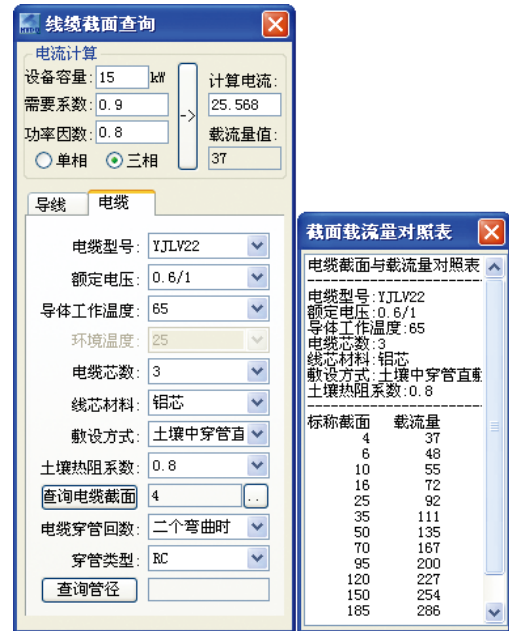 线缆截面查询
电流计算
设备容量: 15 kW
计算电流:
需要系数: 0.9
25.568
->
功率因数: 0.8
载流量值:
单相 三相
37
导线 电缆
电缆型号: YJLV22
额定电压: 0.6/1
导体工作温度: 65
环境温度: 25
电缆芯数: 3
线芯材料: 铝芯
敷设方式: 土壤中穿管直
土壤热阻系数: 0.8
查询电缆截面 4 ..
电缆穿管回数: 二个弯曲时
穿管类型: RC
查询管径
截面载流量对照表
电缆截面与载流量对照表
电缆型号:YJLV22
额定电压:0.6/1
导体工作温度:65
电缆芯数:3
线芯材料:铝芯
敷设方式:土壤中穿管直
土壤热阻系数:0.8
标称截面 载流量
4 37
6 48
10 55
16 72
25 92
35 111
50 135
70 167
95 200
120 227
150 254
185 286